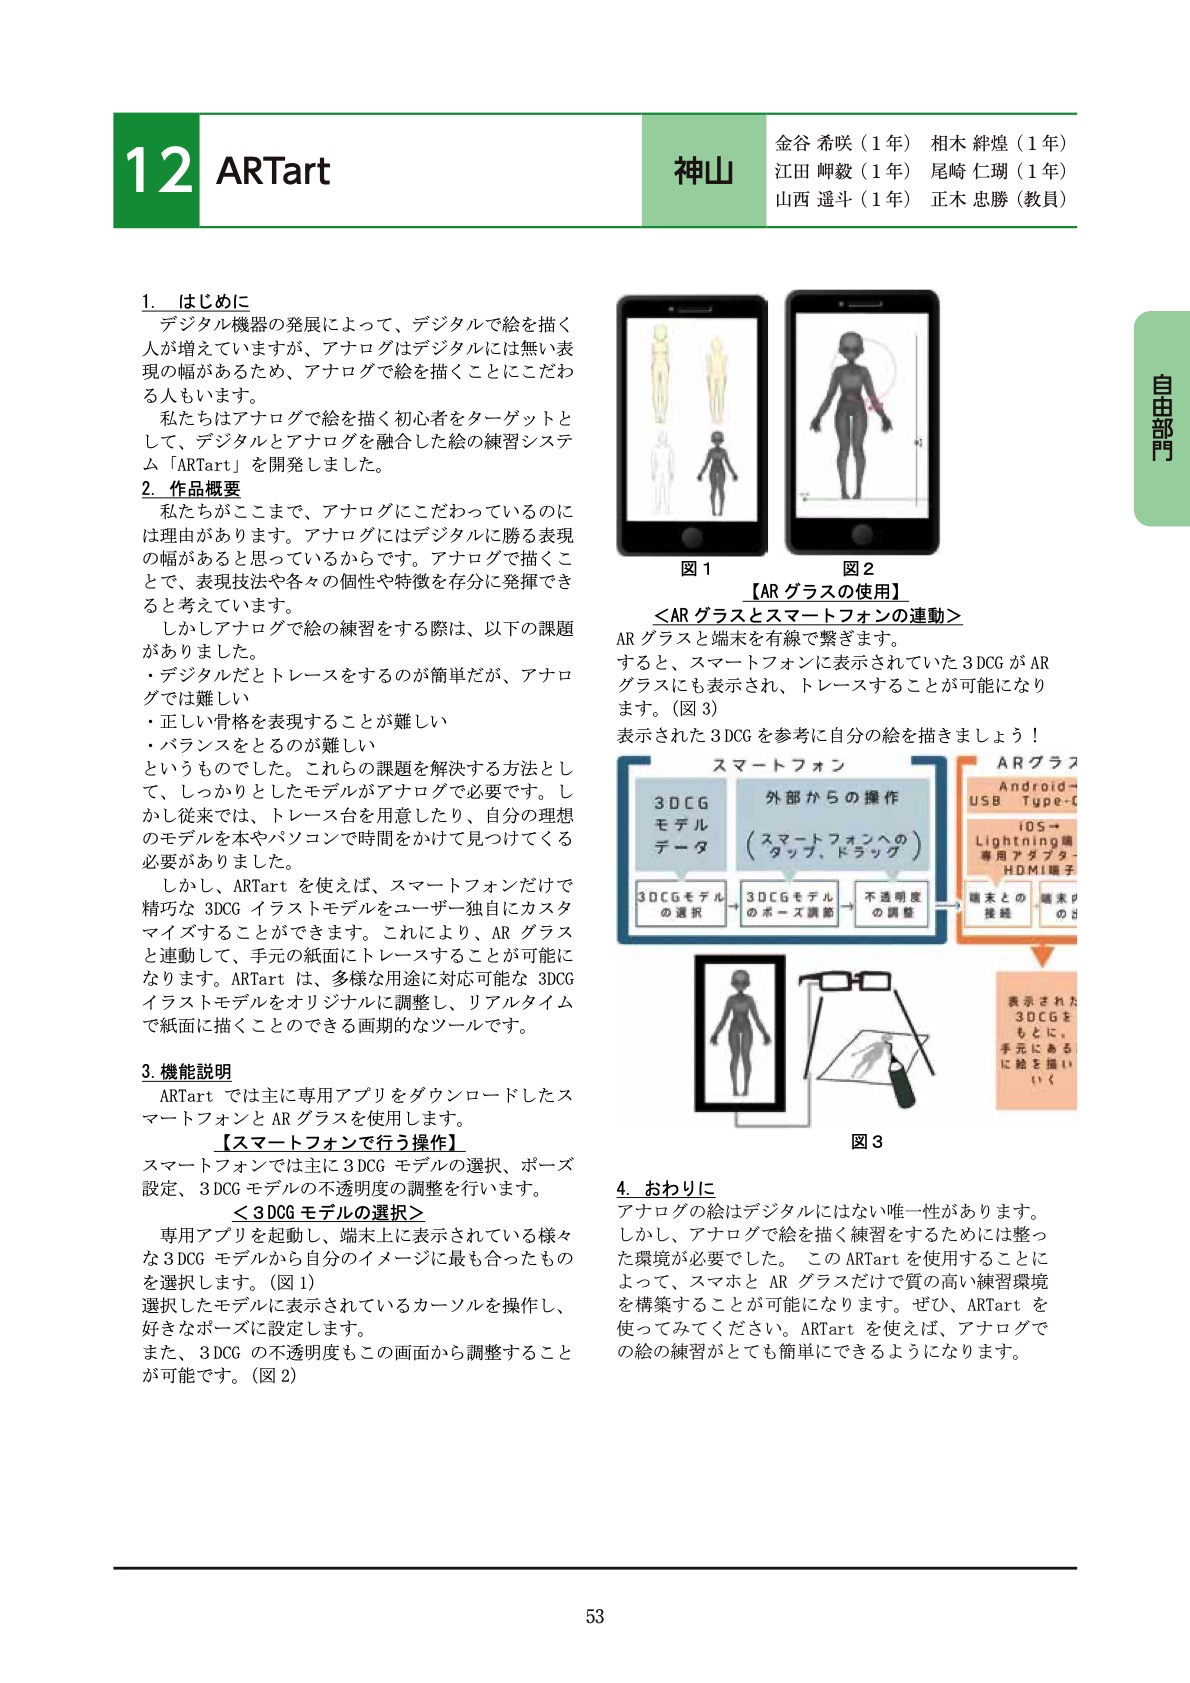 12 ARTart
神山
金谷 希咲（１年） 相木 絆煌（１年）
江田 岬毅（１年） 尾崎 仁瑚（１年）
山西 遥斗（１年） 正木 忠勝（教員）
自由部門
1. はじめに
デジタル機器の発展によって、デジタルで絵を描く
人が増えていますが、アナログはデジタルには無い表
現の幅があるため、アナログで絵を描くことにこだわ
る人もいます。
私たちはアナログで絵を描く初心者をターゲットと
して、デジタルとアナログを融合した絵の練習システ
ム「ARTart」を開発しました。
2. 作品概要
私たちがここまで、アナログにこだわっているのに
は理由があります。アナログにはデジタルに勝る表現
の幅があると思っているからです。アナログで描くこ
とで、表現技法や各々の個性や特徴を存分に発揮でき
ると考えています。
しかしアナログで絵の練習をする際は、以下の課題
がありました。
・デジタルだとトレースをするのが簡単だが、アナロ
グでは難しい
・正しい骨格を表現することが難しい
・バランスをとるのが難しい
というものでした。これらの課題を解決する方法とし
て、しっかりとしたモデルがアナログで必要です。し
かし従来では、トレース台を用意したり、自分の理想
のモデルを本やパソコンで時間をかけて見つけてくる
必要がありました。
しかし、ARTart を使えば、スマートフォンだけで
精巧な 3DCG イラストモデルをユーザー独自にカスタ
マイズすることができます。これにより、AR グラス
と連動して、手元の紙面にトレースすることが可能に
なります。ARTart は、多様な用途に対応可能な 3DCG
イラストモデルをオリジナルに調整し、リアルタイム
で紙面に描くことのできる画期的なツールです。
3. 機能説明
ARTart では主に専用アプリをダウンロードしたス
マートフォンと AR グラスを使用します。
【スマートフォンで行う操作】
スマートフォンでは主に３DCG モデルの選択、ポーズ
設定、３DCG モデルの不透明度の調整を行います。
＜３DCG モデルの選択＞
専用アプリを起動し、端末上に表示されている様々
な３DCG モデルから自分のイメージに最も合ったもの
を選択します。（図 1）
選択したモデルに表示されているカーソルを操作し、
好きなポーズに設定します。
また、３DCG の不透明度もこの画面から調整すること
が可能です。（図 2）
図１ 図２
【AR グラスの使用】
＜AR グラスとスマートフォンの連動＞
AR グラスと端末を有線で繋ぎます。
すると、スマートフォンに表示されていた３DCG が AR
グラスにも表示され、トレースすることが可能になり
ます。（図 3）
表示された３DCG を参考に自分の絵を描きましょう！
スマートフォン
3DCG
モデル
データ
外部からの操作
（スマートフォンへの
タップ、ドラッグ）
3DCGモデル
の選択
→
3DCGモデル
のポーズ調節
→
不透明度
の調整
ARグラス
Android→
USB Type-C
iOS→
Lightning端
専用アダプター
HDMI端子
端末との
接続
端末内
の
表示された
3DCGを
もとに、
手元にある
に絵を描い
いく
図３
4. おわりに
アナログの絵はデジタルにはない唯一性があります。
しかし、アナログで絵を描く練習をするためには整っ
た環境が必要でした。 この ARTart を使用することに
よって、スマホと AR グラスだけで質の高い練習環境
を構築することが可能になります。ぜひ、ARTart を
使ってみてください。ARTart を使えば、アナログで
の絵の練習がとても簡単にできるようになります。
53